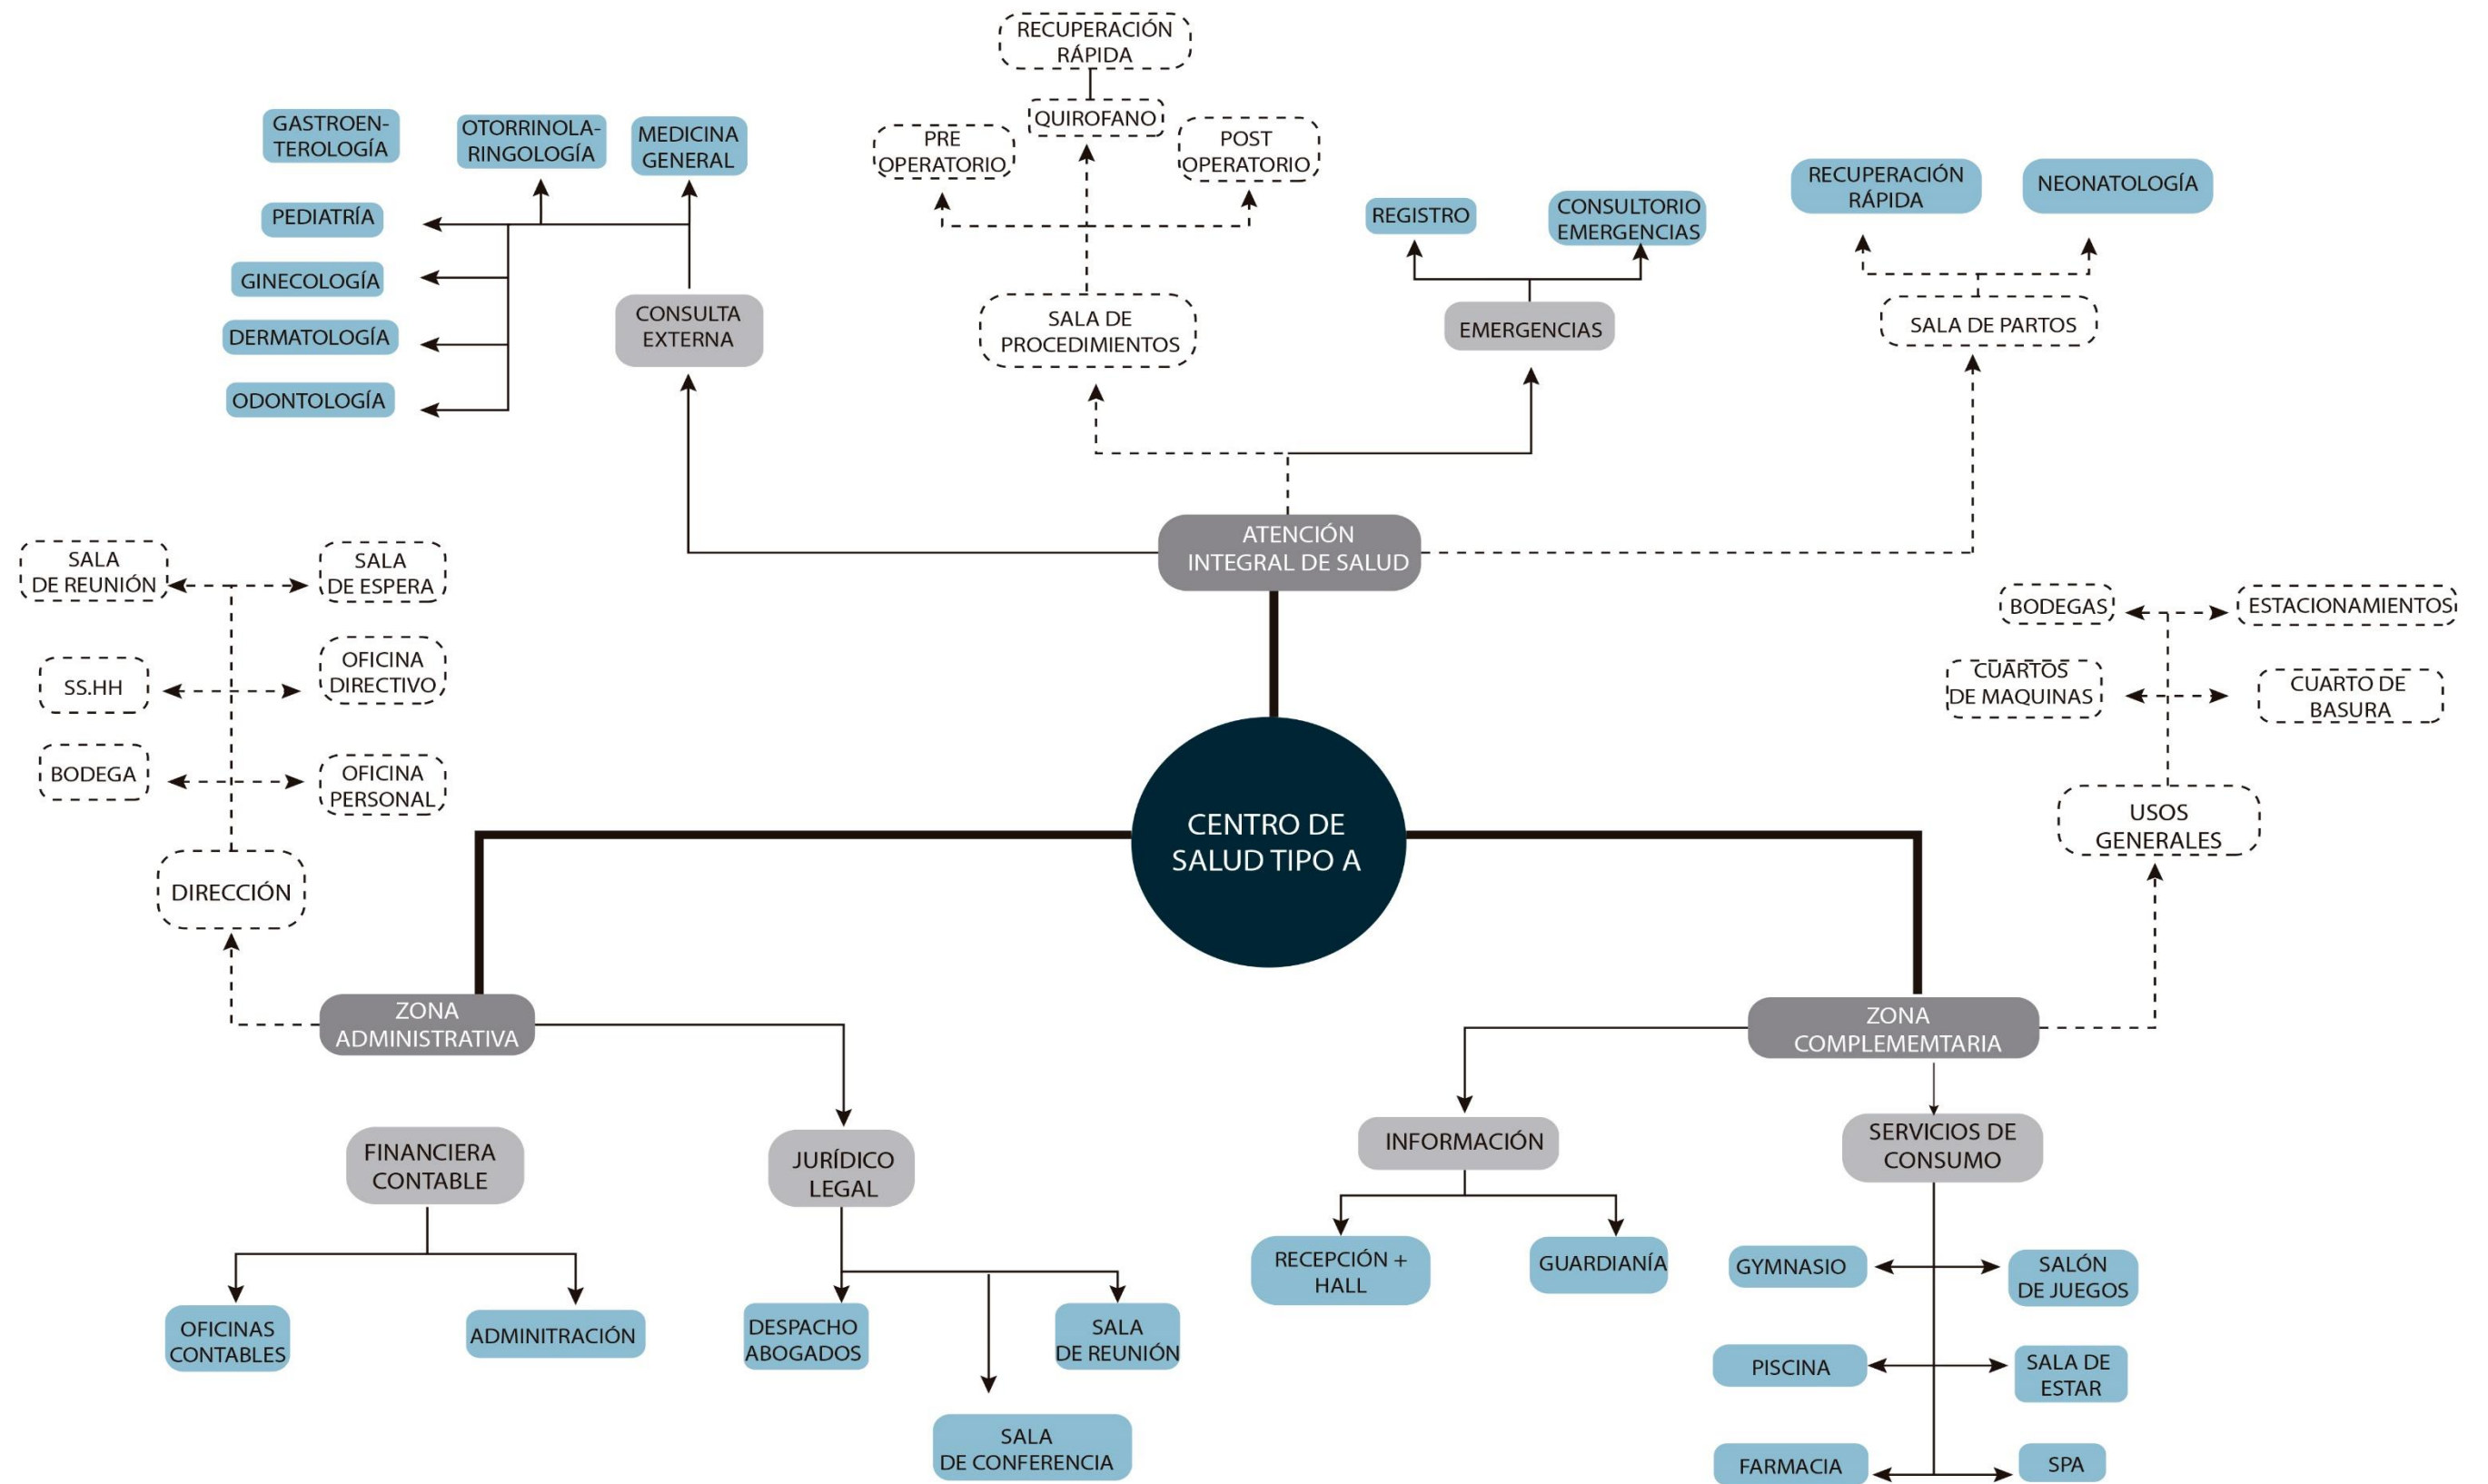 RECUPERACIÓN
RÁPIDA
QUIROFANO
PRE
OPERATORIO
POST
OPERATORIO
GASTROEN-
TEROLOGÍA
OTORRINOLA-
RINGOLOGÍA
MEDICINA
GENERAL
PEDIATRÍA
GINECOLOGÍA
DERMATOLOGÍA
ODONTOLOGÍA
CONSULTA
EXTERNA
SALA DE
PROCEDIMIENTOS
REGISTRO
CONSULTORIO
EMERGENCIAS
EMERGENCIAS
RECUPERACIÓN
RÁPIDA
NEONATOLOGÍA
SALA DE PARTOS
ATENCIÓN
INTEGRAL DE SALUD
SALA
DE REUNIÓN
SALA
DE ESPERA
SS.HH
OFICINA
DIRECTIVO
BODEGA
OFICINA
PERSONAL
DIRECCIÓN
BODEGAS
ESTACIONAMIENTOS
CUARTOS
DE MAQUINAS
CUARTO DE
BASURA
USOS
GENERALES
CENTRO DE
SALUD TIPO A
ZONA
ADMINISTRATIVA
ZONA
COMPLEMEMTARIA
FINANCIERA
CONTABLE
JURÍDICO
LEGAL
INFORMACIÓN
SERVICIOS DE
CONSUMO
OFICINAS
CONTABLES
ADMINITRACIÓN
DESPACHO
ABOGADOS
SALA
DE REUNIÓN
SALA
DE CONFERENCIA
RECEPCIÓN +
HALL
GUARDIANÍA
GYMNASIO
SALÓN
DE JUEGOS
PISCINA
SALA DE
ESTAR
FARMACIA
SPA